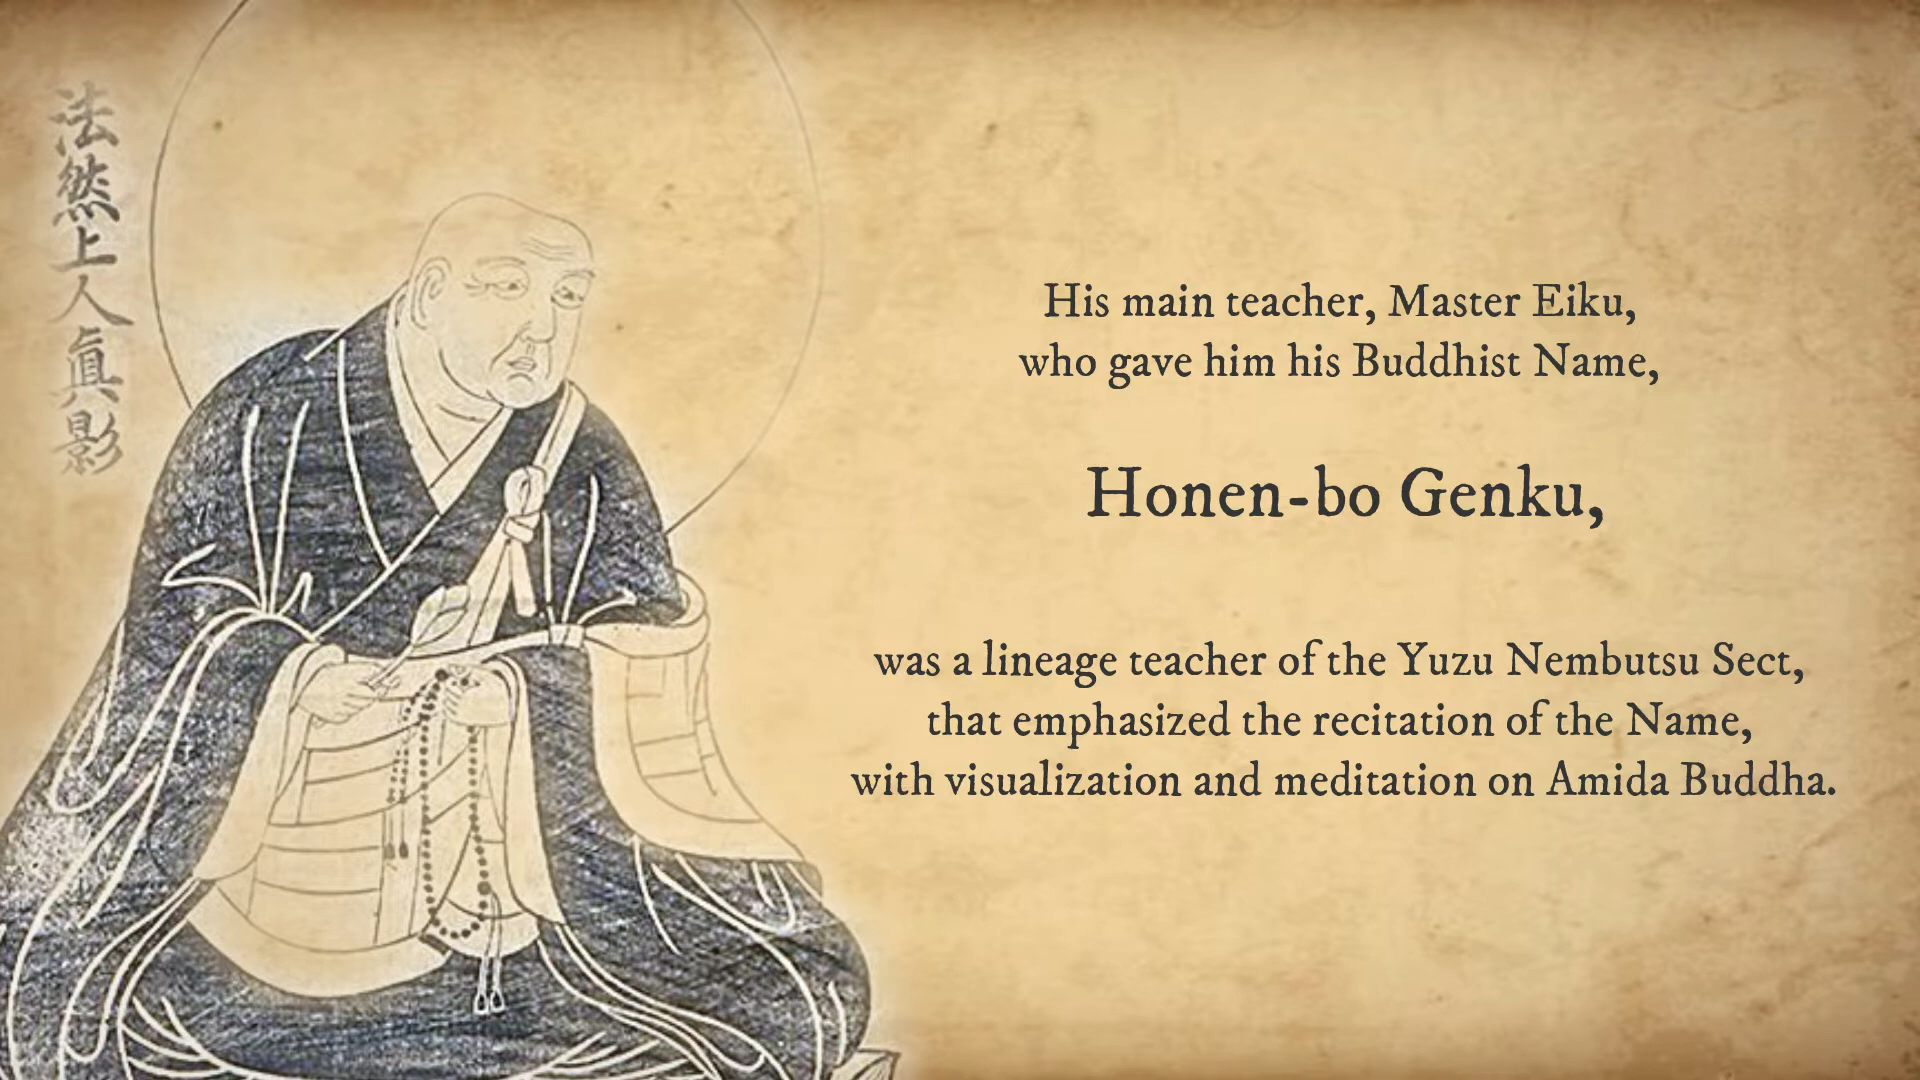 法然上人真影
His main teacher, Master Eiku,
who gave him his Buddhist Name,
Honen-bo Genku,
was a lineage teacher of the Yuzu Nembutsu Sect,
that emphasized the recitation of the Name,
with visualization and meditation on Amida Buddha.